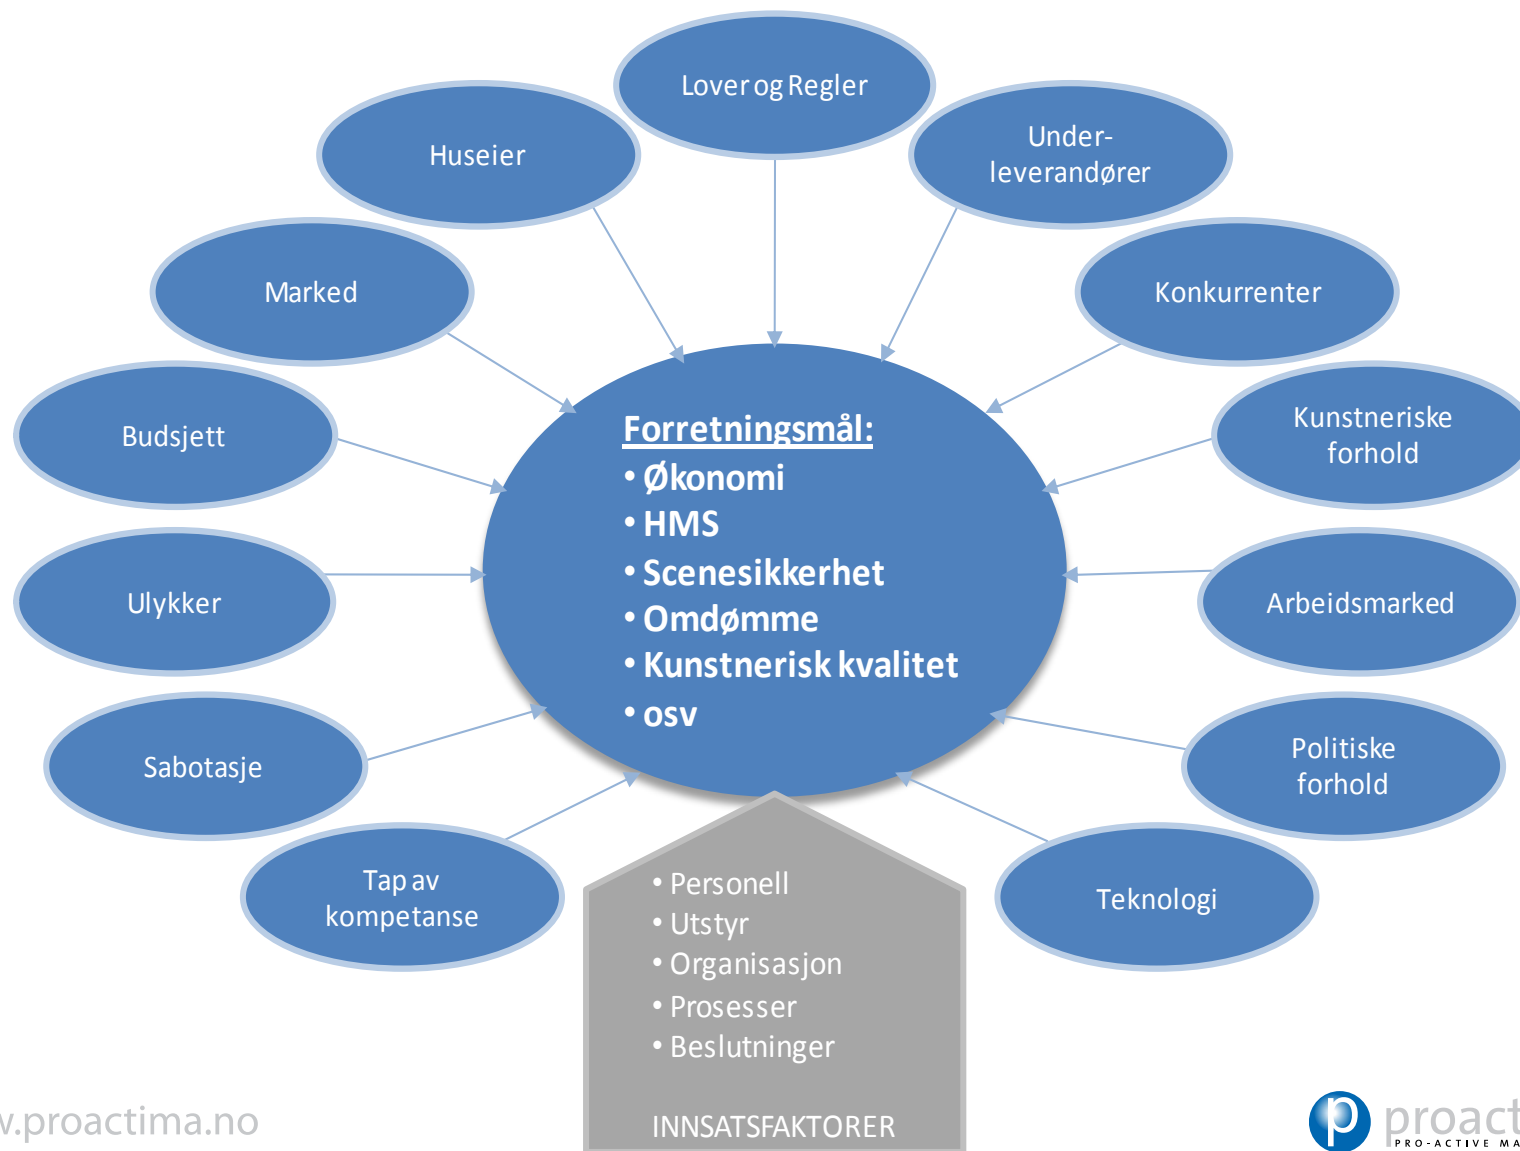 Lover og Regler
Huseier
Under-
leverandører
Marked
Konkurrenter
Budsjett
Kunstneriske
forhold
Forretningsmål:
• Økonomi
• HMS
• Scenesikkerhet
• Omdømme
• Kunstnerisk kvalitet
• osv
Ulykker
Arbeidsmarked
Sabotasje
Politiske
forhold
Tap av
kompetanse
Teknologi
• Personell
• Utstyr
• Organisasjon
• Prosesser
• Beslutninger
INNSATSFAKTORER
w.proactima.no
proact
PRO-ACTIVE MA